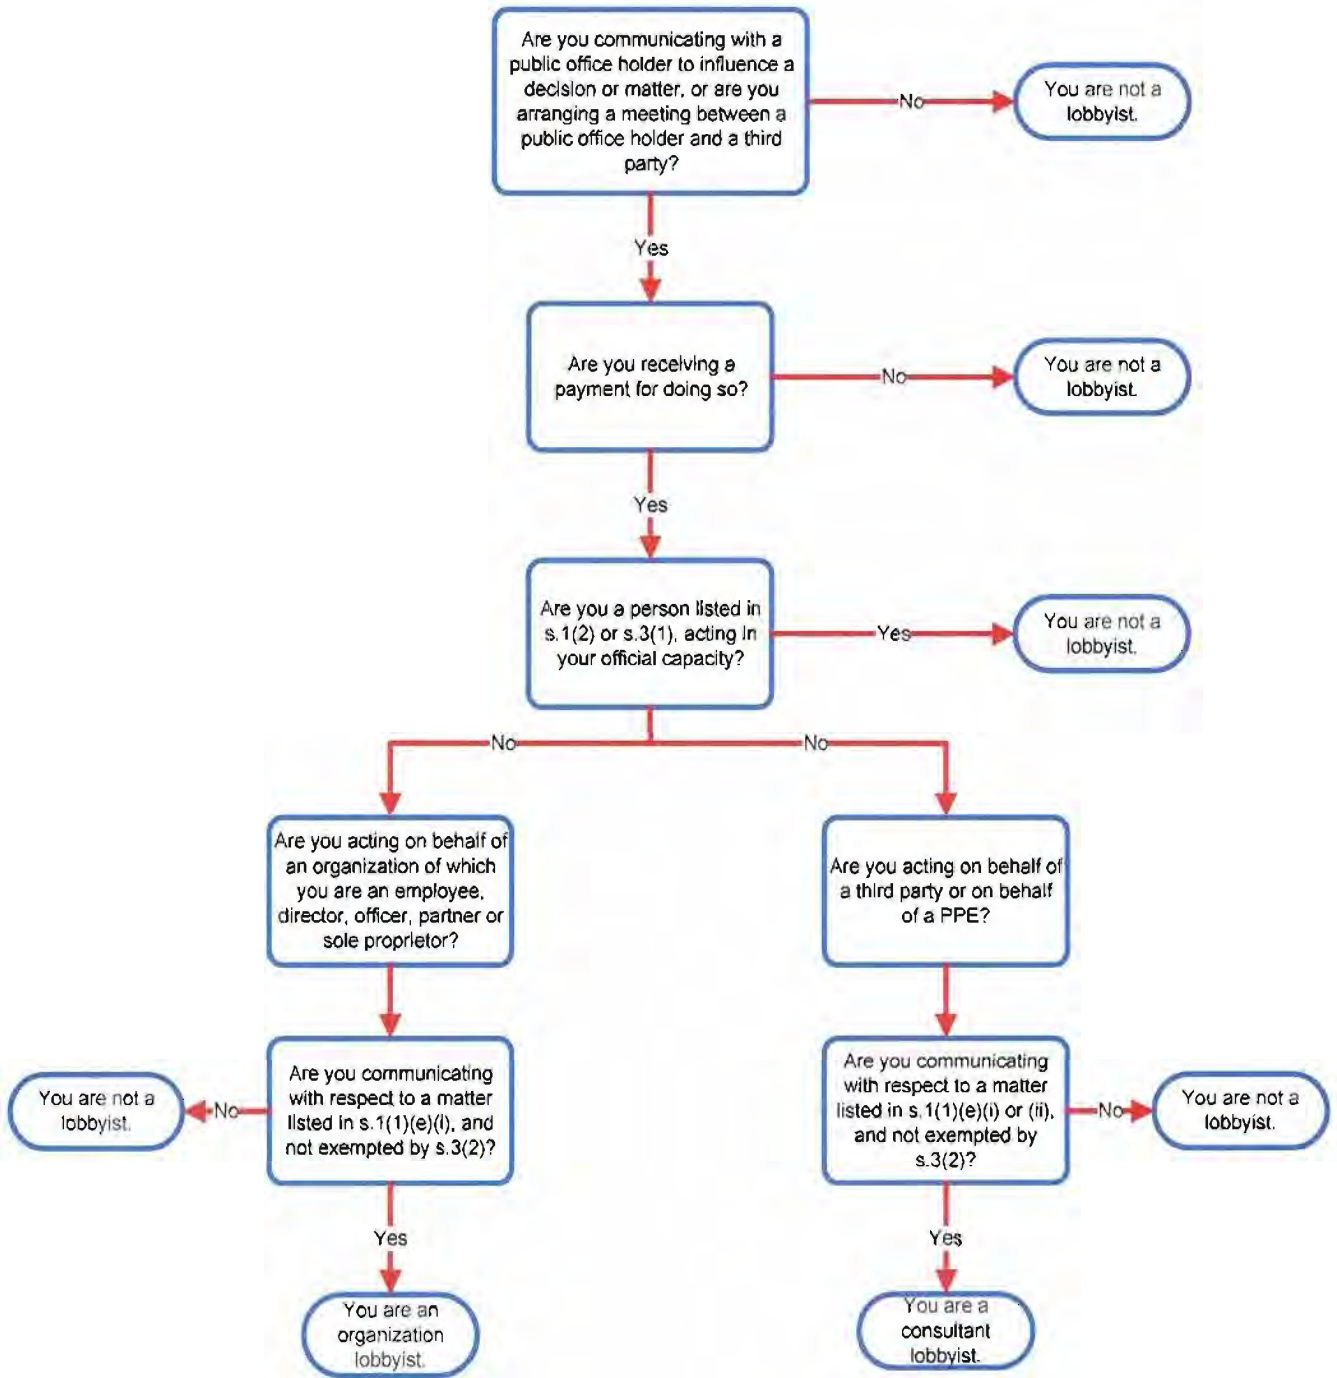 Are you communicating with a
public office holder to influence a
decision or matter, or are you
arranging a meeting between a
public office holder and a third
party?
No
You are not a
lobbyist.
Yes
Are you receiving a
payment for doing so?
No
You are not a
lobbyist.
Yes
Are you a person listed in
s.1(2) or s.3(1), acting in
your official capacity?
Yes
You are not a
lobbyist.
No
No
Are you acting on behalf of
an organization of which
you are an employee,
director, officer, partner or
sole proprietor?
Are you acting on behalf of
a third party or on behalf
of a PPE?
You are not a
lobbyist.
No
Are you communicating
with respect to a matter
listed in s.1(1)(e)(i), and
not exempted by s.3(2)?
Are you communicating
with respect to a matter
listed in s.1(1)(e)(i) or (ii),
and not exempted by
s.3(2)?
No
You are not a
lobbyist.
Yes
Yes
You are an
organization
lobbyist.
You are a
consultant
lobbyist.